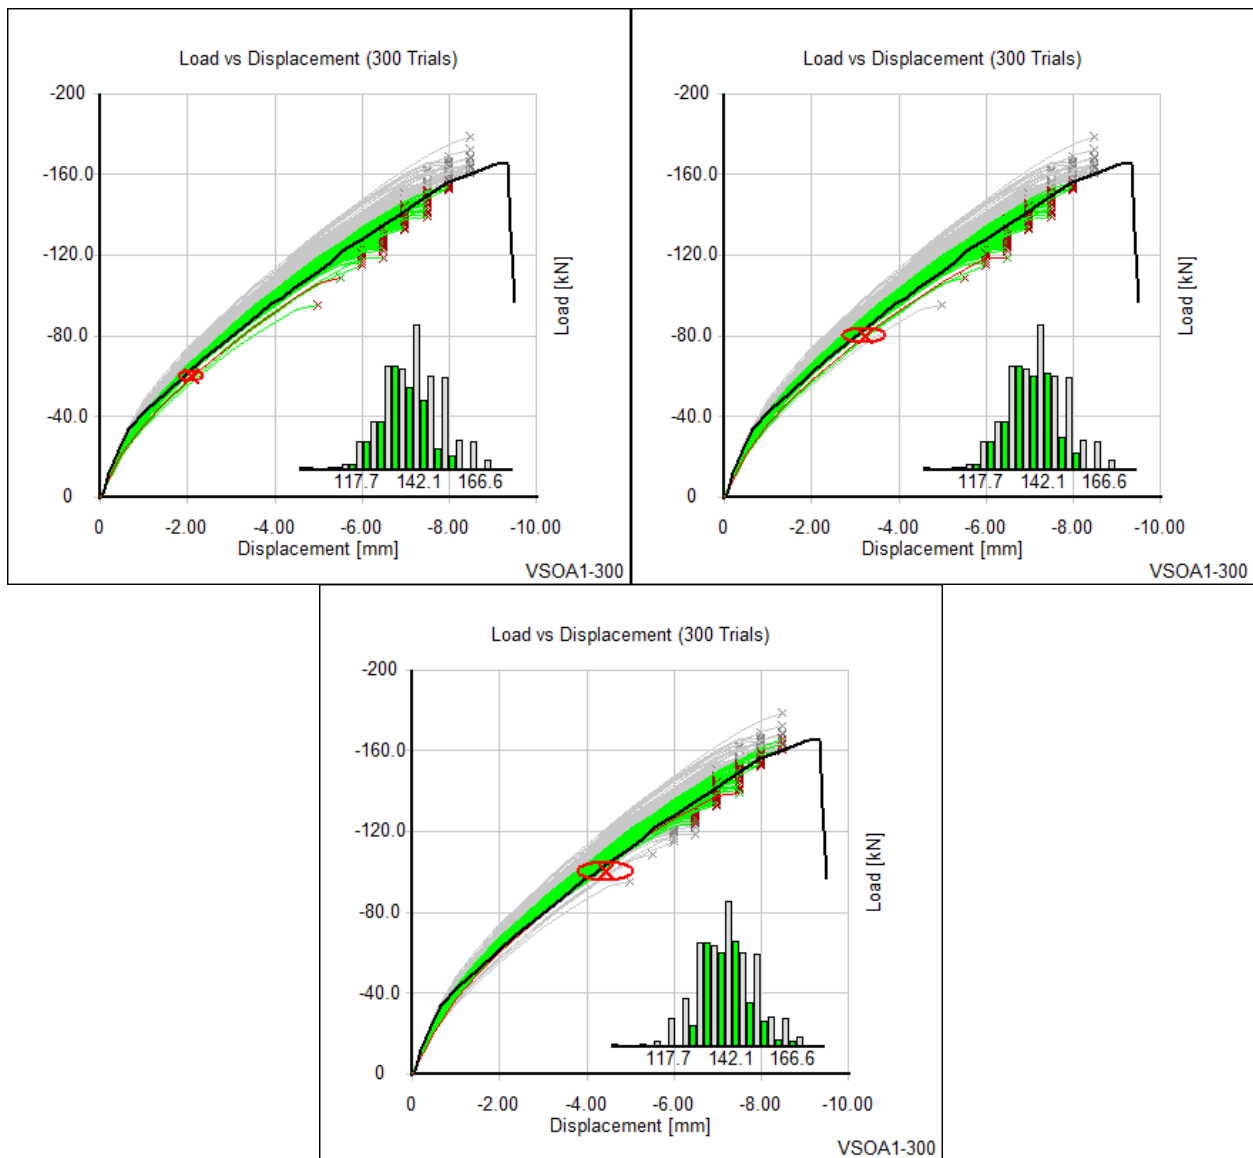 Load vs Displacement (300 Trials)
-200
-160.0
-120.0
-80.0
-40.0
0
Load [kN]
117.7 142.1 166.6
0 -2.00 -4.00 -6.00 -8.00 -10.00
Displacement [mm]
VSOA1-300
Load vs Displacement (300 Trials)
-200
-160.0
-120.0
-80.0
-40.0
0
Load [kN]
117.7 142.1 166.6
0 -2.00 -4.00 -6.00 -8.00 -10.00
Displacement [mm]
VSOA1-300
Load vs Displacement (300 Trials)
-200
-160.0
-120.0
-80.0
-40.0
0
Load [kN]
117.7 142.1 166.6
0 -2.00 -4.00 -6.00 -8.00 -10.00
Displacement [mm]
VSOA1-300